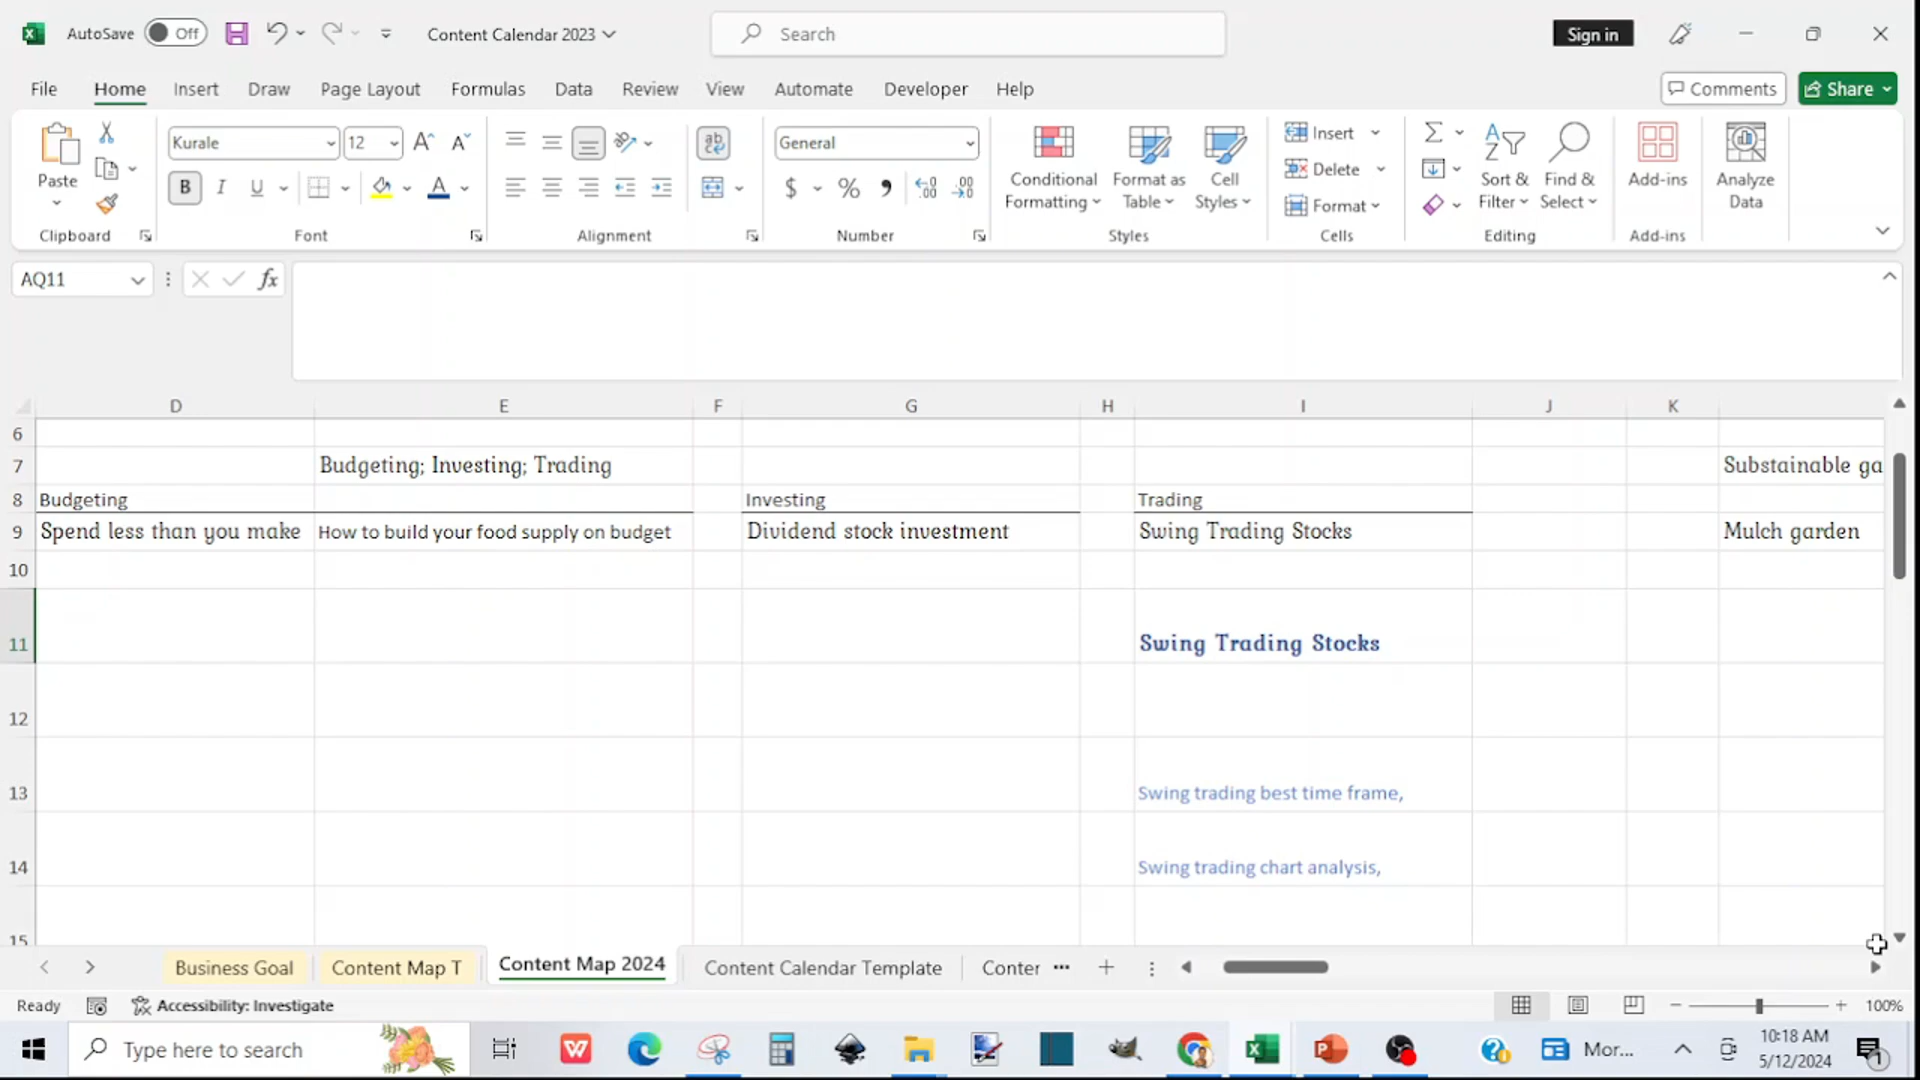 AutoSave Off Content Calendar 2023 Search Sign in
File Home Insert Draw Page Layout Formulas Data Review View Automate Developer Help Comments Share
Paste Kurale 12 General Conditional Formatting Format as Table Cell Styles Insert Delete Format Sort & Filter Find & Select Add-ins Analyze Data
Clipboard Font Alignment Number Styles Cells Editing Add-ins
AQ11 fx
D E F G H I J K
6
7 Budgeting; Investing; Trading Substainable ga
8 Budgeting Investing Trading
9 Spend less than you make How to build your food supply on budget Dividend stock investment Swing Trading Stocks Mulch garden
10
11 Swing Trading Stocks
12
13 Swing trading best time frame,
14 Swing trading chart analysis,
15
Business Goal Content Map T Content Map 2024 Content Calendar Template Conter ...
Ready Accessibility: Investigate 100%
Type here to search Mor... 10:18 AM
5/12/2024 1